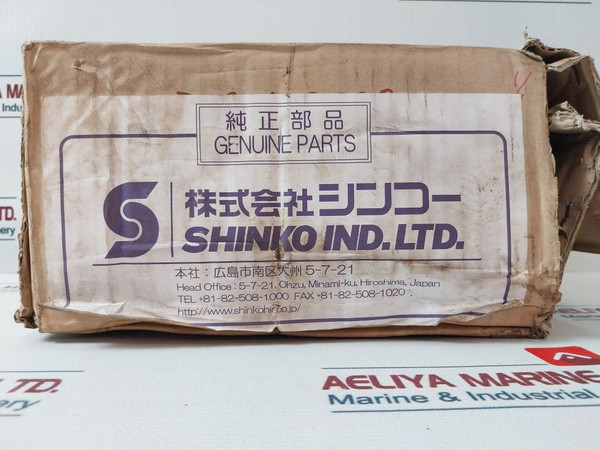 純正部品
GENUINE PARTS
株式会社シンコー
SHINKO IND.LTD.
本社：広島市南区大州 5-7-21
Head Office : 5-7-21, Ohzu, Minami-ku, Hiroshima, Japan
TEL +81-82-508-1000 FAX +81-82-508-1020
http://www.shinkohir.co.jp/
LTD.
TD.
AELIYA MARINE
Marine & Industrial